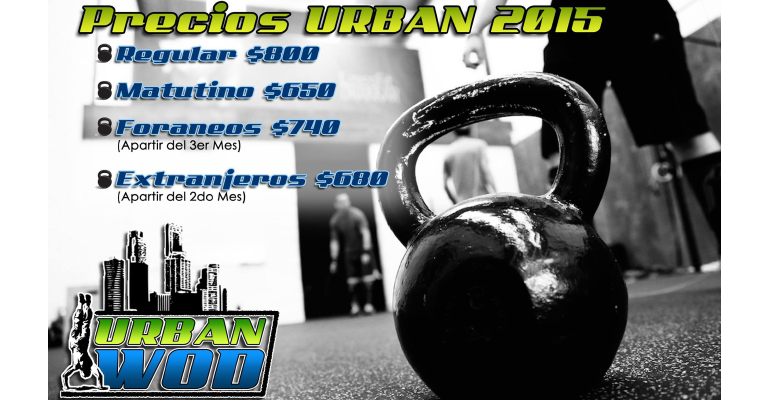 Precios URBAN 2015
Regular $800
Matutino $650
Foraneos $740
(Apartir del 3er Mes)
Extranjeros $680
(Apartir del 2do Mes)
URBAN
WOD